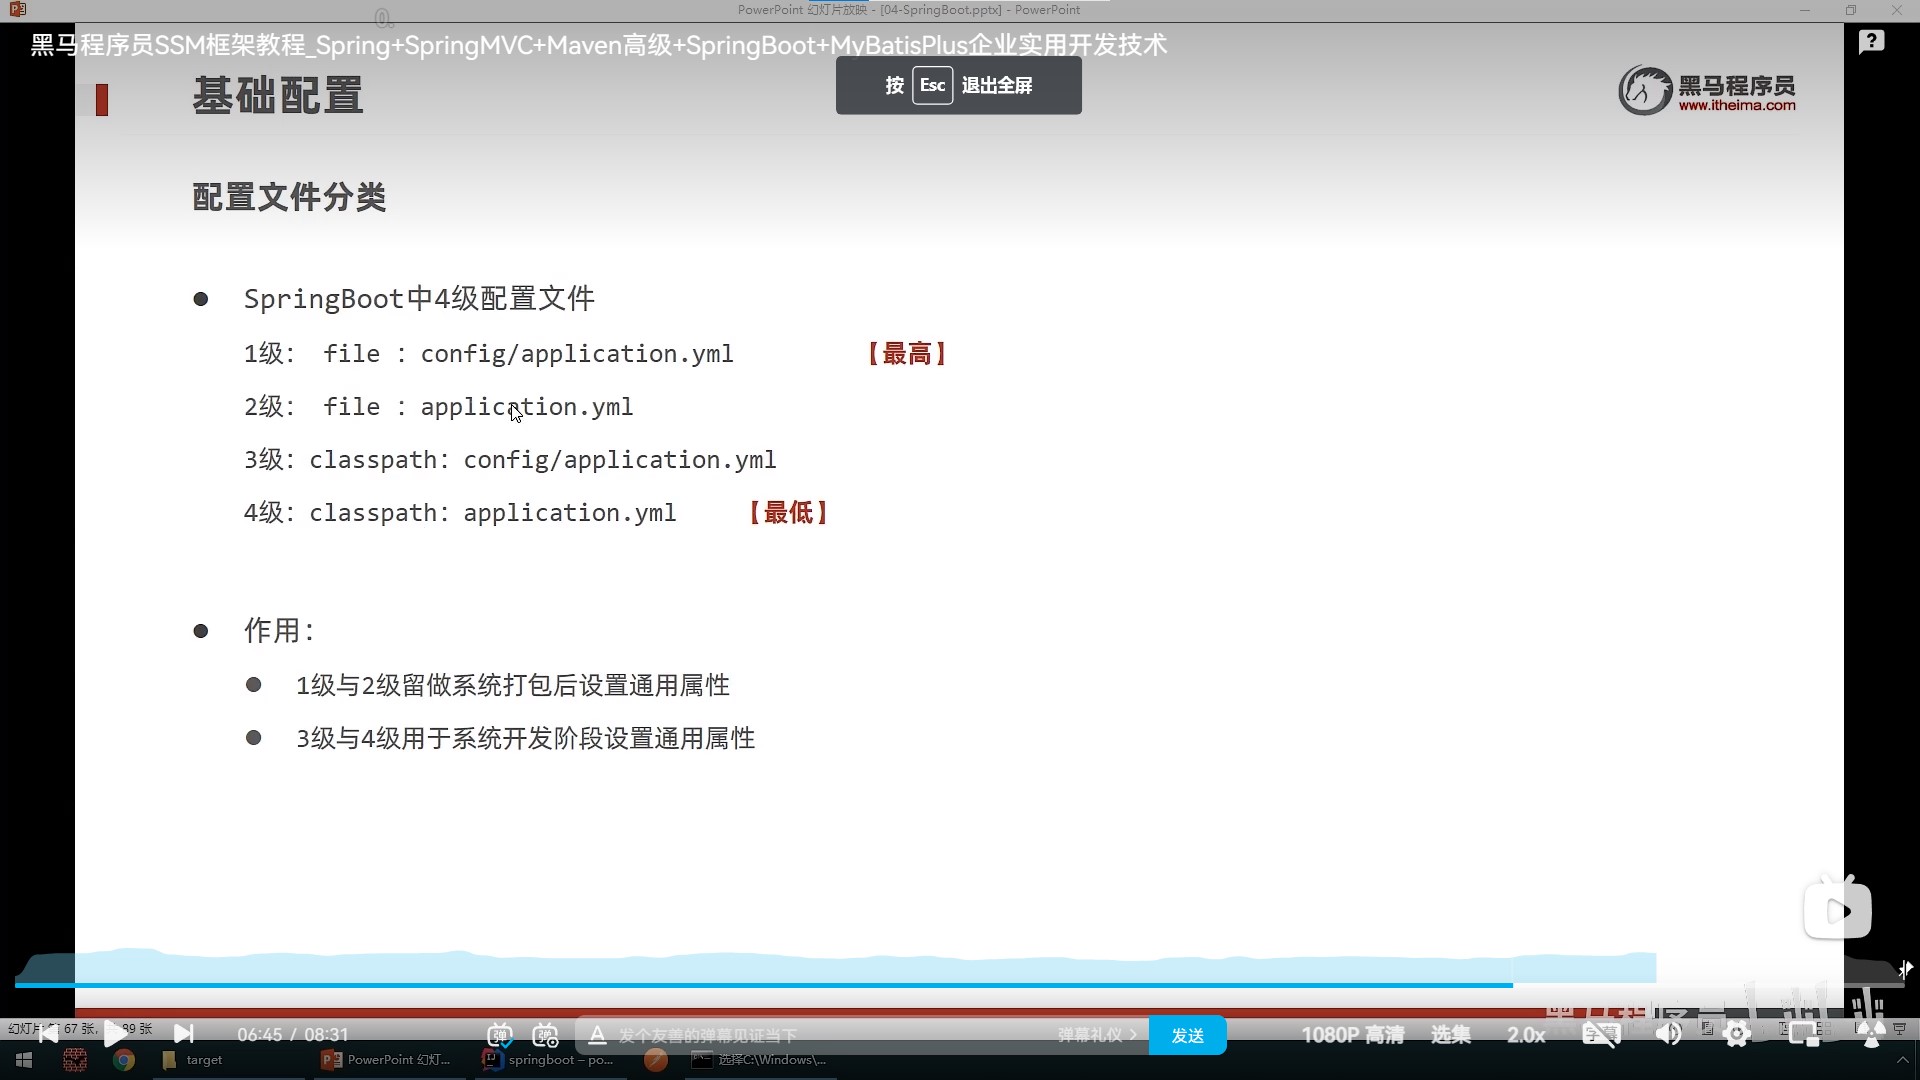 PowerPoint 幻灯片放映 - [04-SpringBoot.pptx] - PowerPoint
黑马程序员SSM框架教程_Spring+SpringMVC+Maven高级+SpringBoot+MyBatisPlus企业实用开发技术
按 Esc 退出全屏
基础配置
黑马程序员
www.itheima.com
配置文件分类
SpringBoot中4级配置文件
1级： file ：config/application.yml 【最高】
2级： file ：application.yml
3级：classpath：config/application.yml
4级：classpath：application.yml 【最低】
作用：
1级与2级留做系统打包后设置通用属性
3级与4级用于系统开发阶段设置通用属性
06:45 / 08:31
弹
弹
A 发个友善的弹幕见证当下
弹幕礼仪 >
发送
1080P 高清
选集
2.0x
字幕
target
PowerPoint 幻灯...
springboot – po...
选择C:\Windows\...